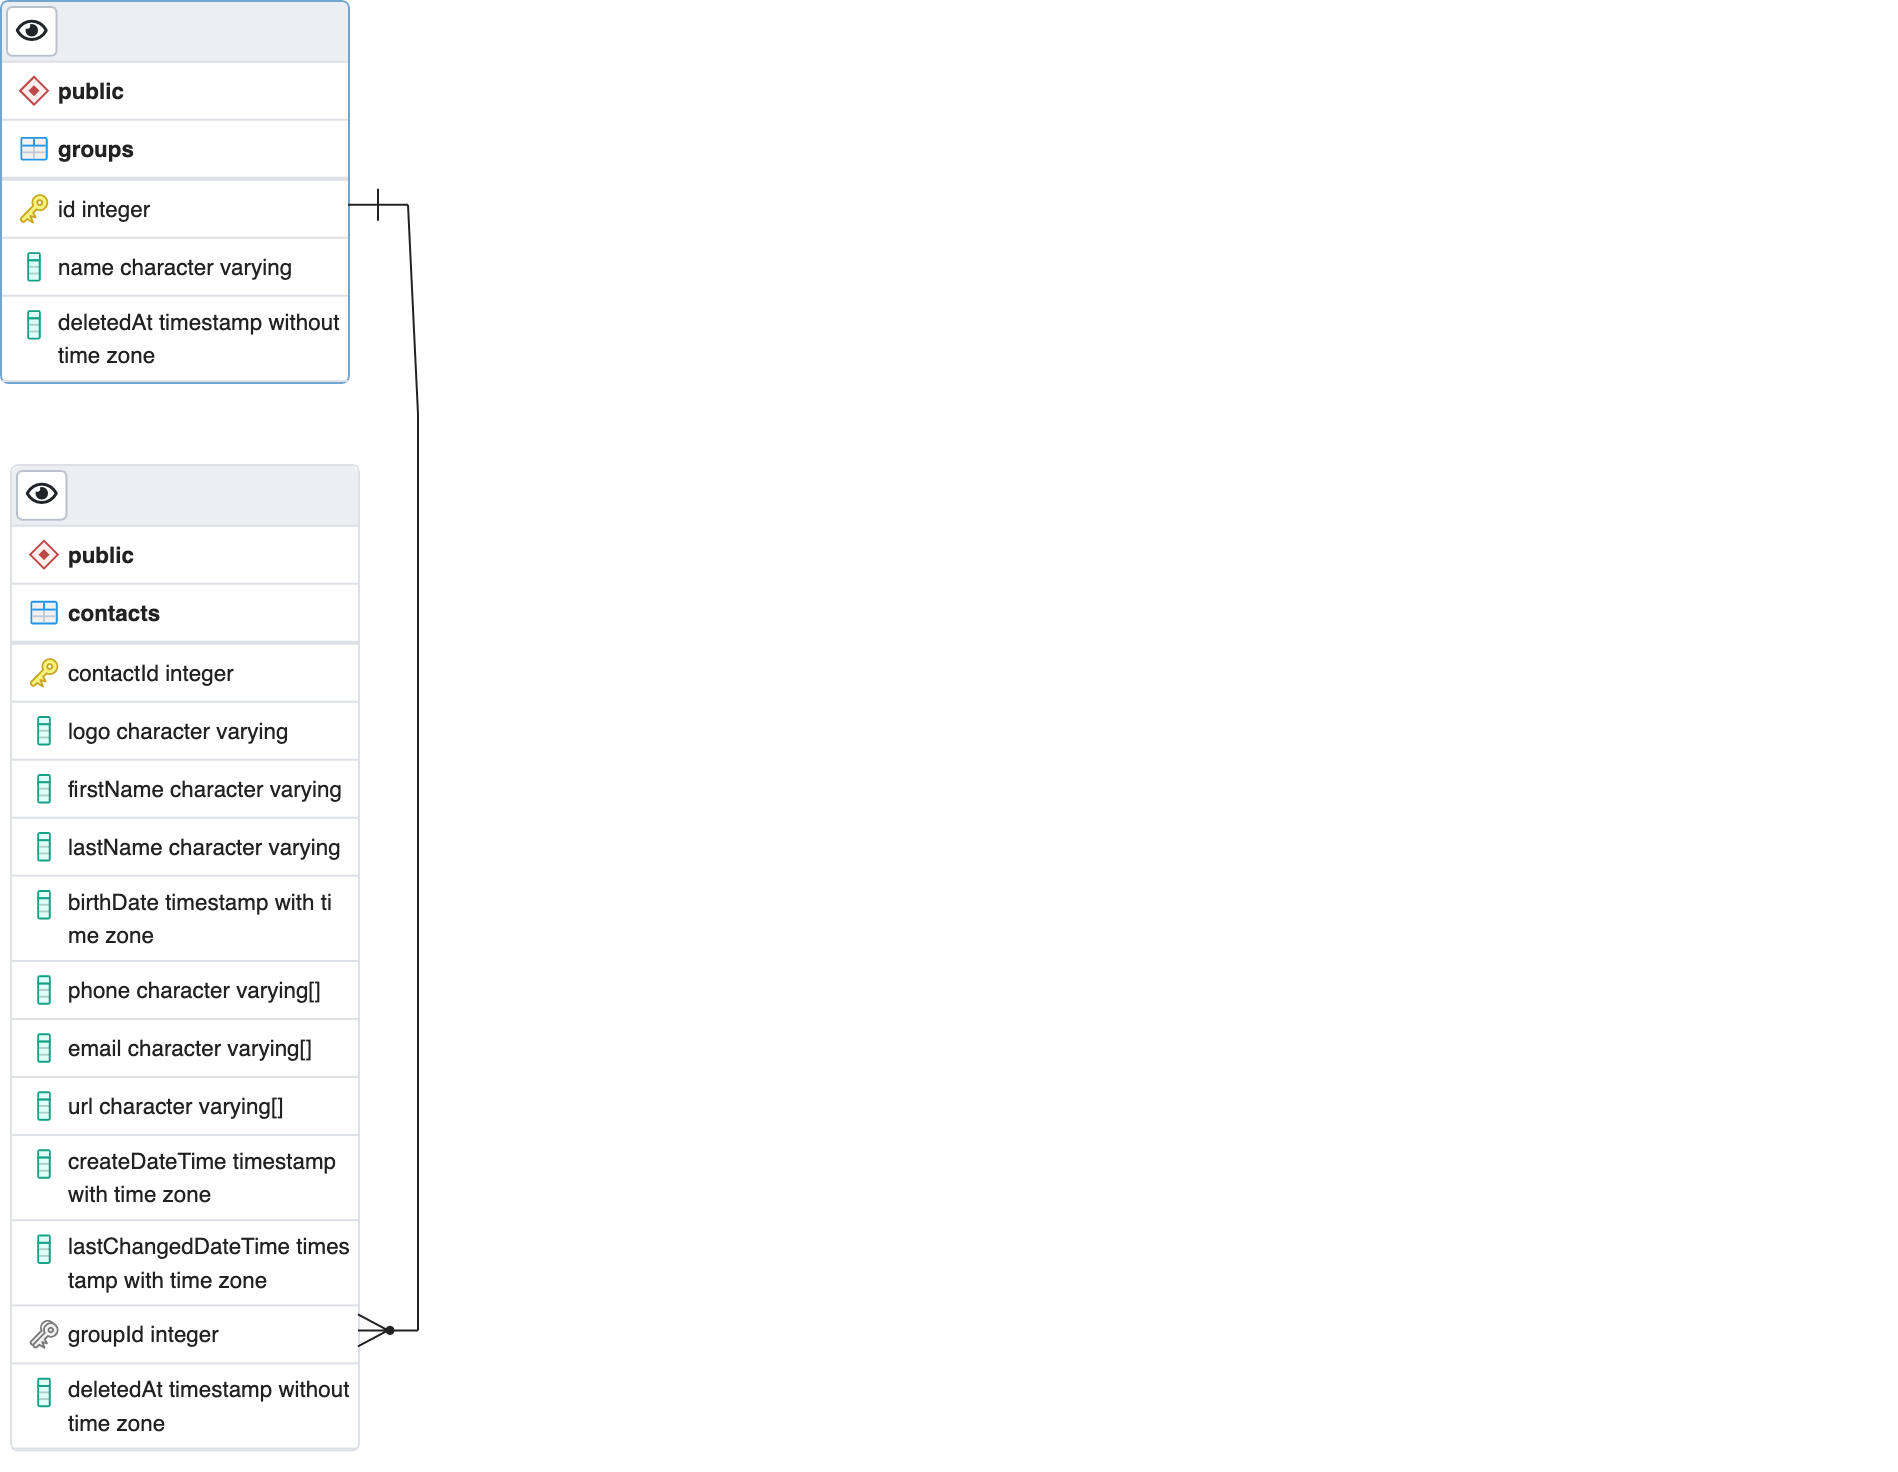 public
groups
id integer
name character varying
deletedAt timestamp without
time zone
public
contacts
contactId integer
logo character varying
firstName character varying
lastName character varying
birthDate timestamp with ti
me zone
phone character varying[]
email character varying[]
url character varying[]
createDateTime timestamp
with time zone
lastChangedDateTime times
tamp with time zone
groupId integer
deletedAt timestamp without
time zone